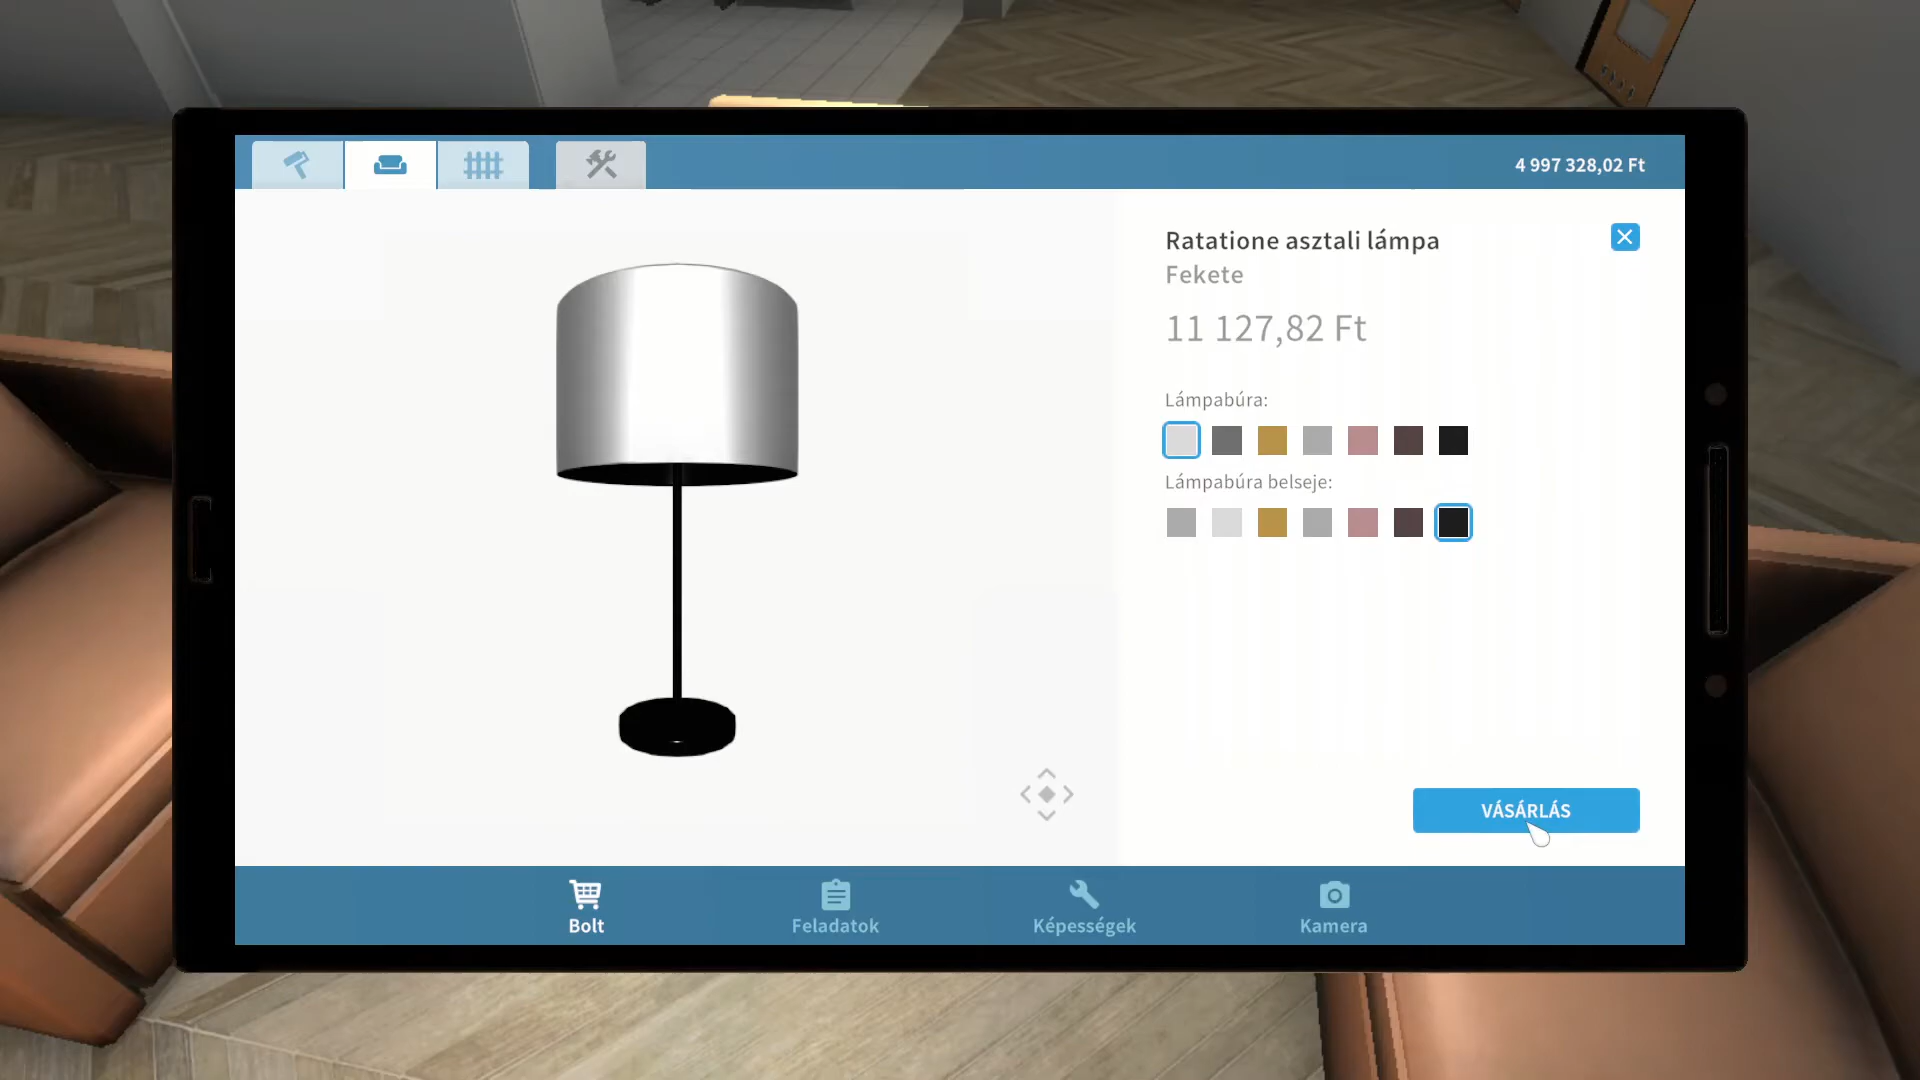 4 997 328,02 Ft
Ratatione asztali lámpa
Fekete
11 127,82 Ft
Lámpabúra:
Lámpabúra belseje:
VÁSÁRLÁS
Bolt
Feladatok
Képességek
Kamera